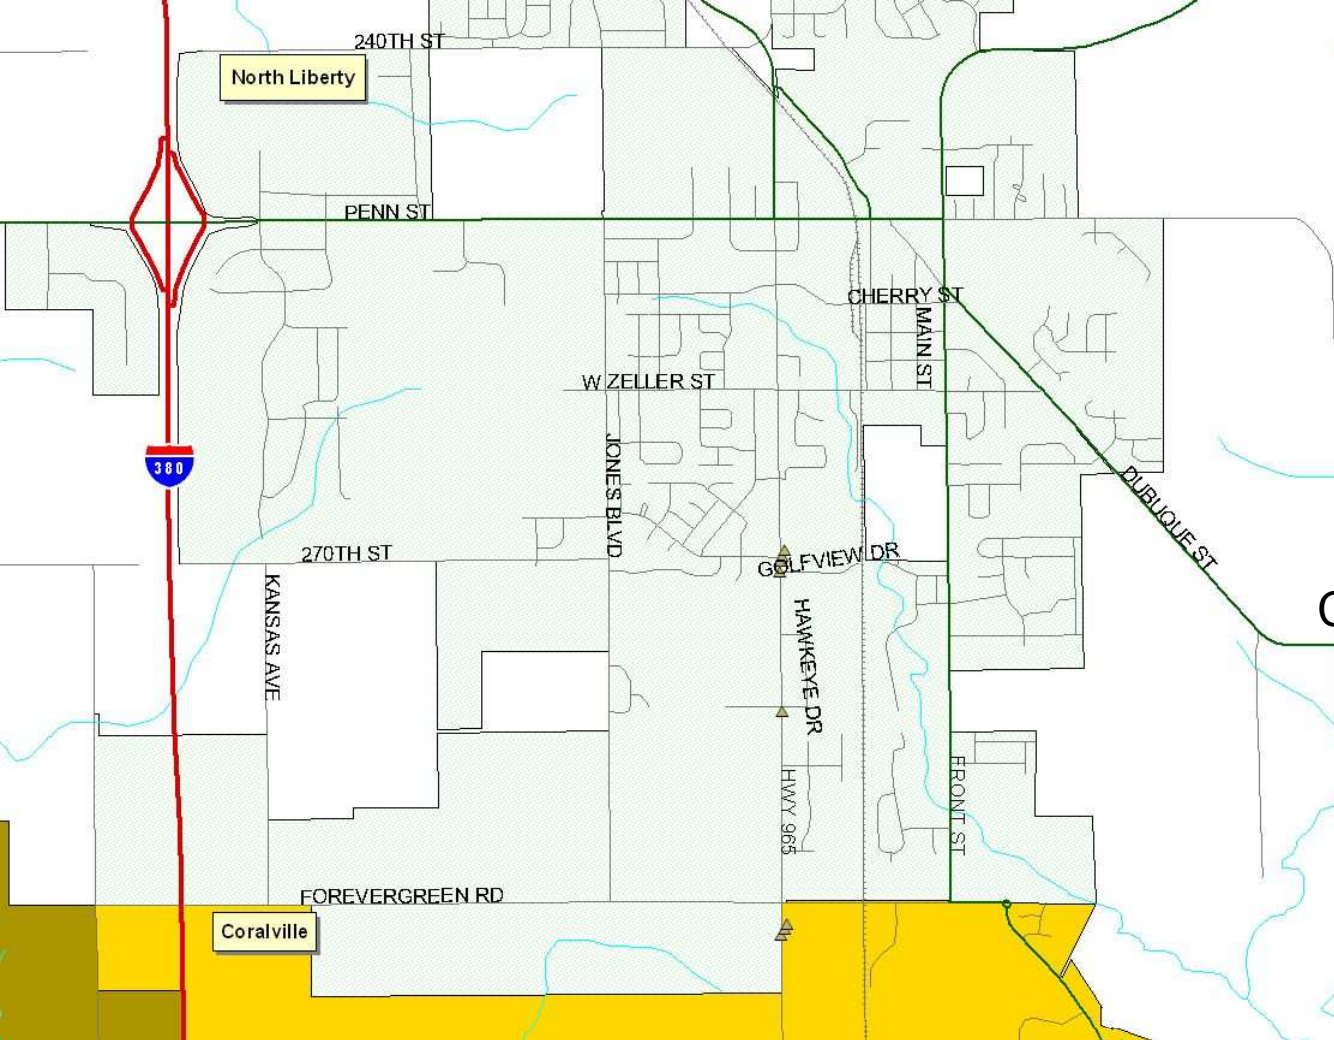 240TH ST
North Liberty
PENN ST
CHERRY ST
MAIN ST
W ZELLER ST
380
JONES BLVD
DUBUQUE ST
270TH ST
GOLFVIEW DR
KANSAS AVE
HAWKEYE DR
HWY 965
FRONT ST
FOREVERGREEN RD
Coralville